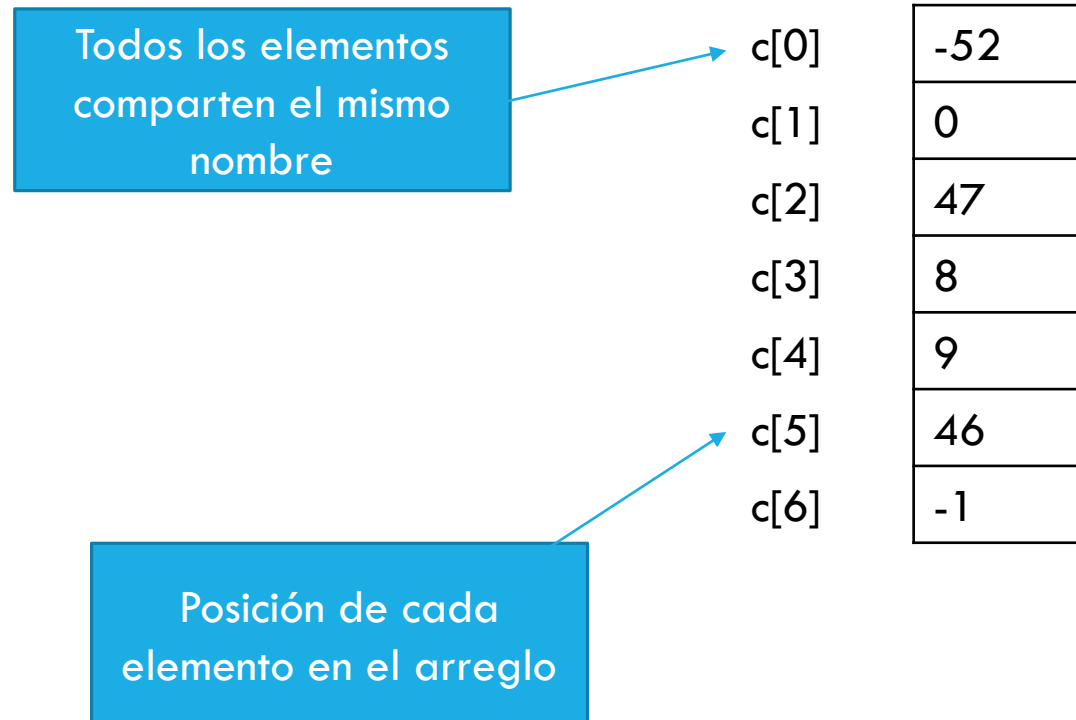 Todos los elementos
comparten el mismo
nombre
c[0] -52
c[1] 0
c[2] 47
c[3] 8
c[4] 9
c[5] 46
c[6] -1
Posición de cada
elemento en el arreglo